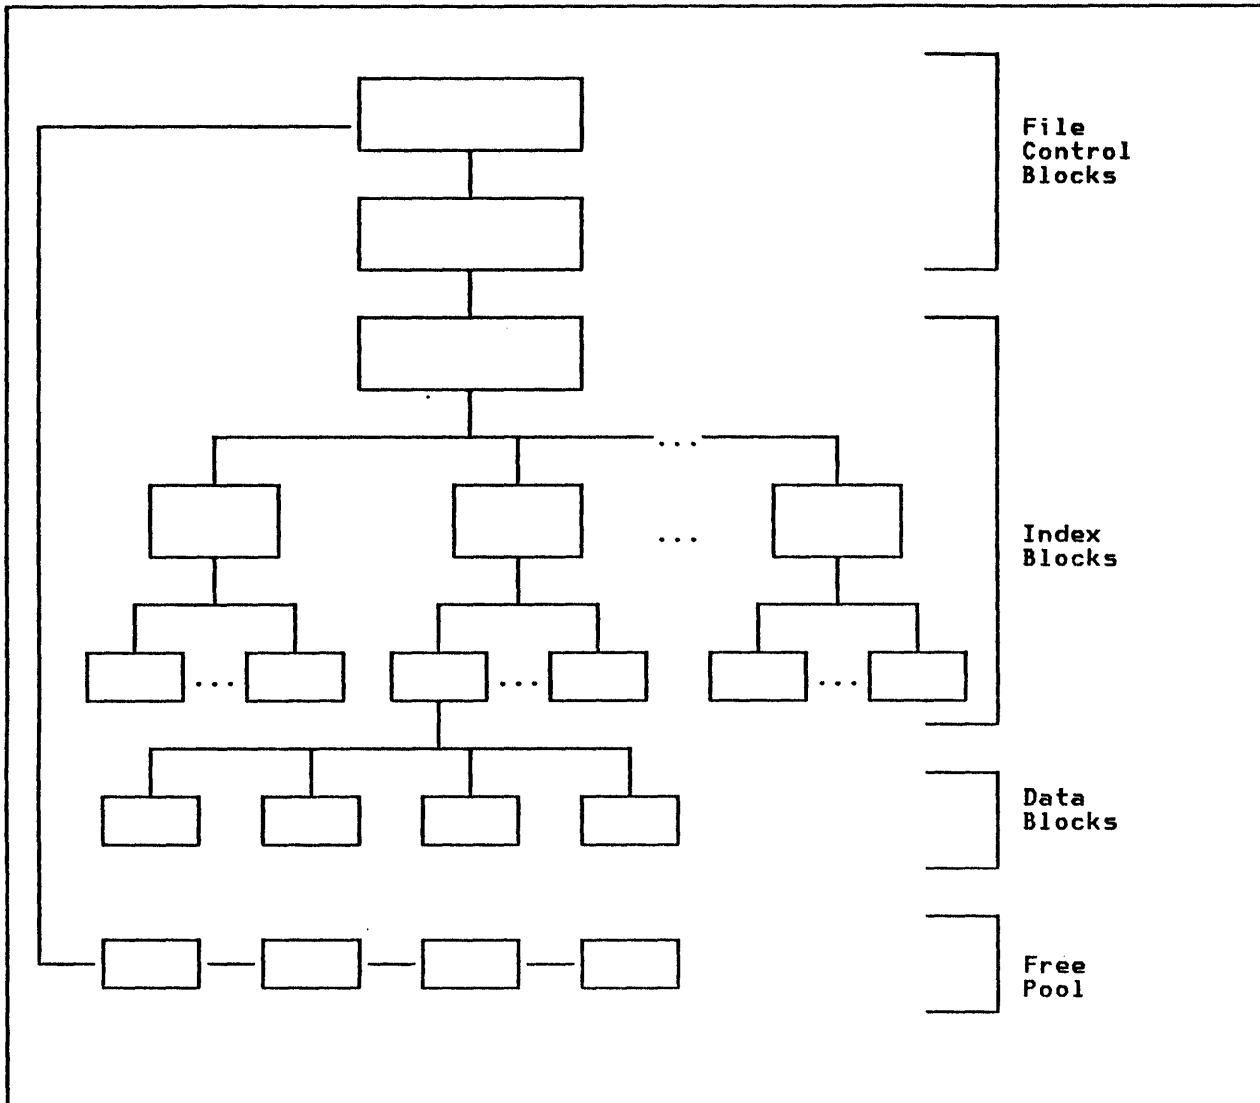 File
Control
Blocks
...
...
Index
Blocks
... ... ...
Data
Blocks
Free
Pool